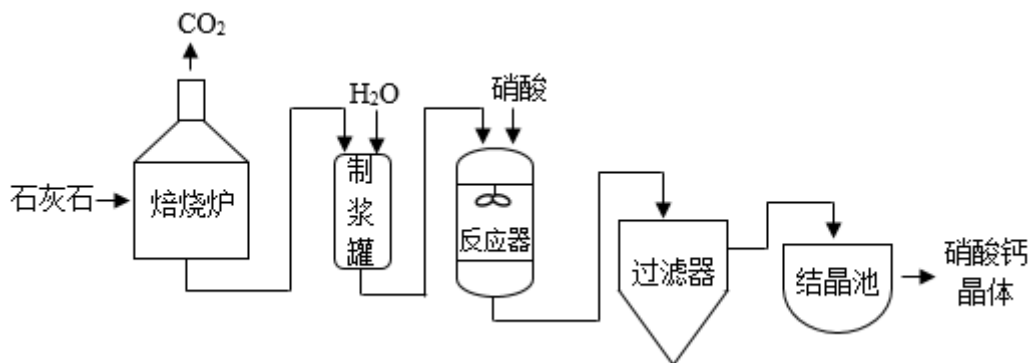 CO₂
H₂O
硝酸
石灰石
焙烧炉
制
浆
罐
反应器
过滤器
结晶池
硝酸钙
晶体